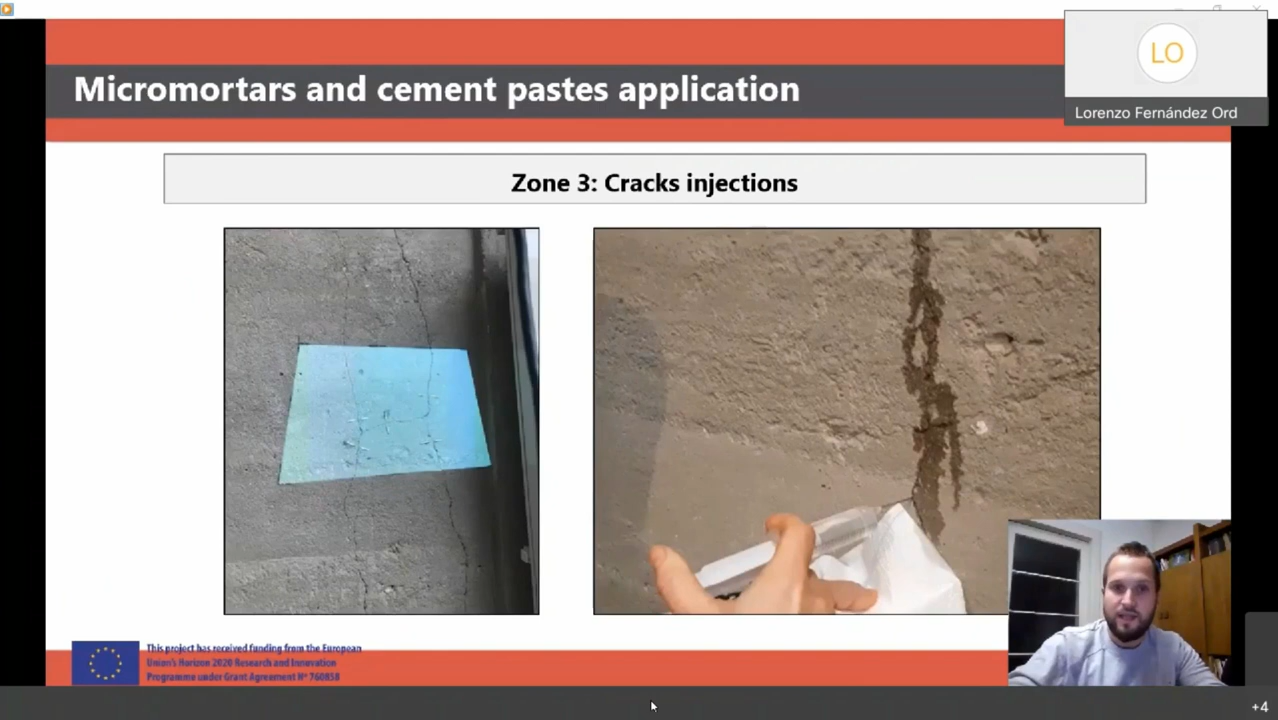 LO
Micromortars and cement pastes application
Lorenzo Fernández Ord
Zone 3: Cracks injections
This project has received funding from the European
Union's Horizon 2020 Research and Innovation
Programme under Grant Agreement Nº 760858
+4